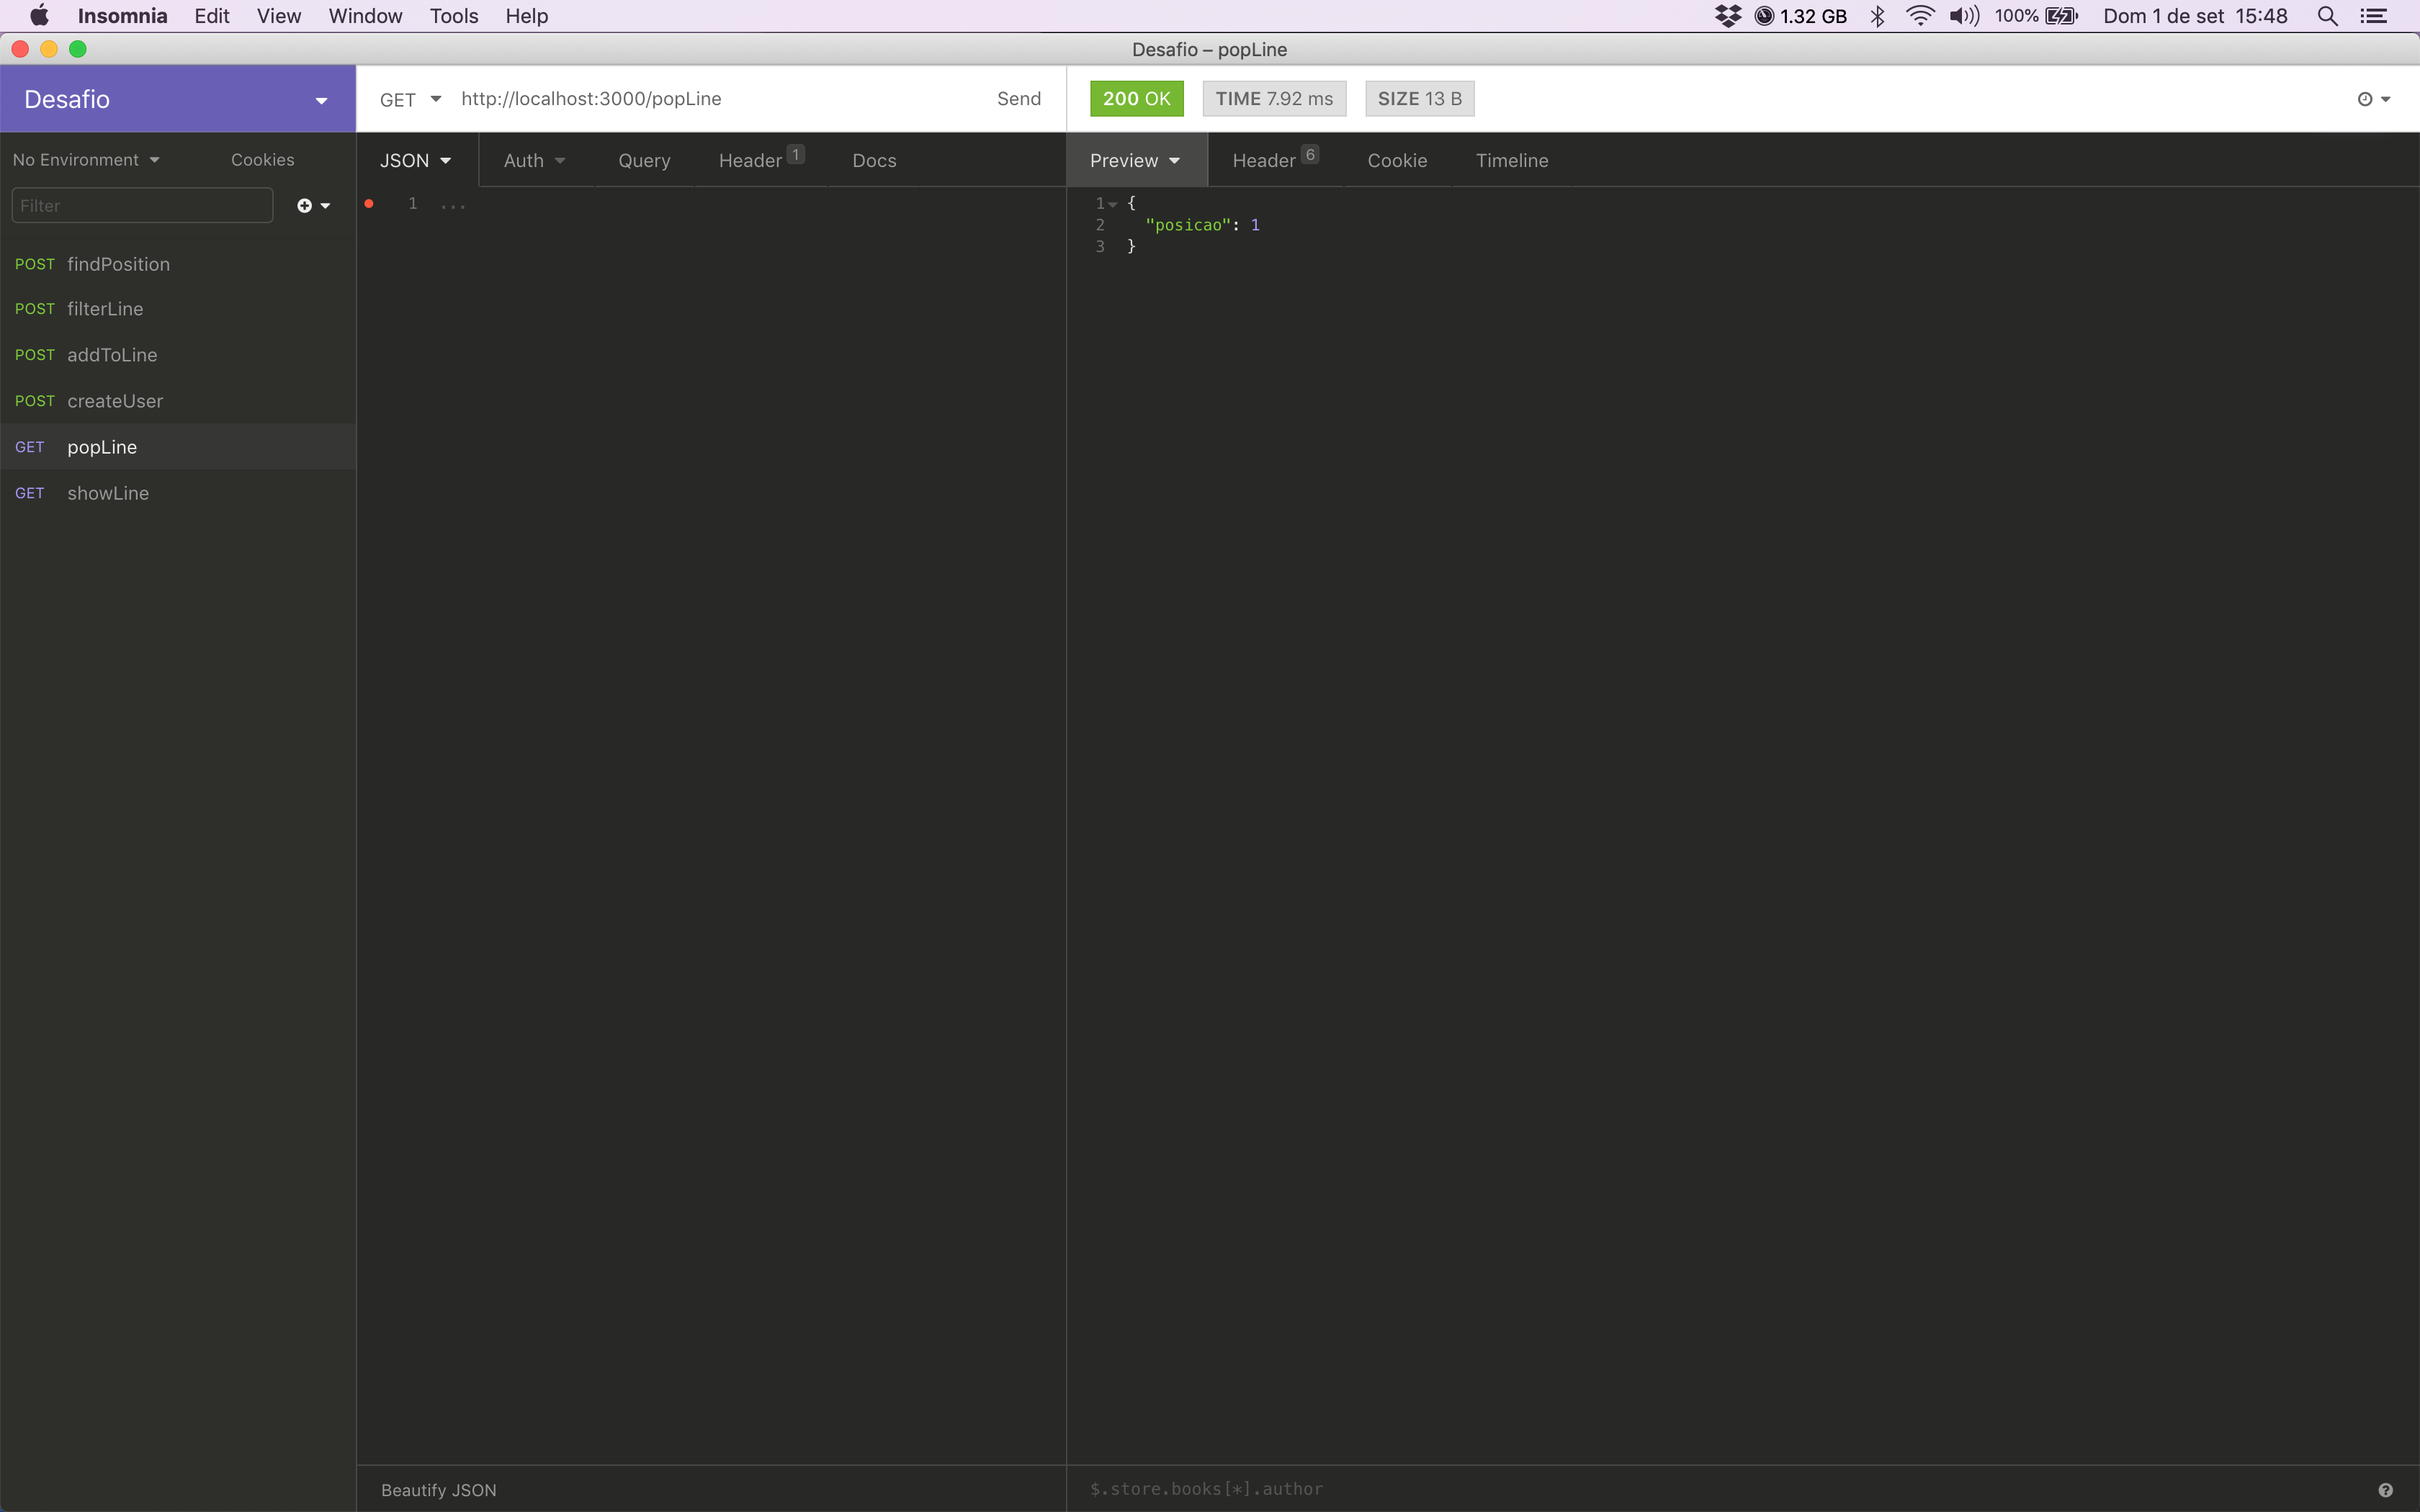 Insomnia Edit View Window Tools Help 1.32 GB 100% Dom 1 de set 15:48
Desafio – popLine
Desafio GET http://localhost:3000/popLine Send 200 OK TIME 7.92 ms SIZE 13 B
No Environment Cookies JSON Auth Query Header 1 Docs Preview Header 6 Cookie Timeline
Filter
1 ...
1 {
2 "posicao": 1
3 }
POST findPosition
POST filterLine
POST addToLine
POST createUser
GET popLine
GET showLine
Beautify JSON $.store.books[*].author